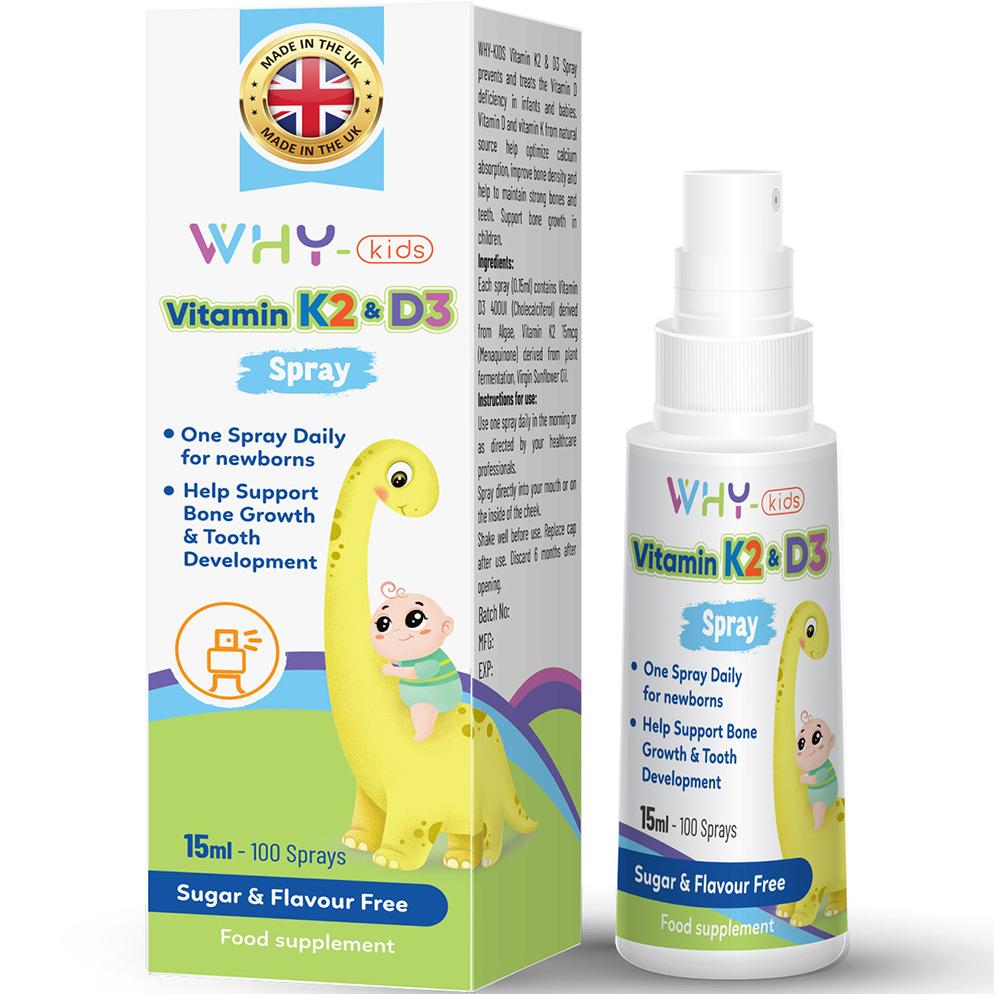 MADE IN THE UK
MADE IN THE UK
WHY-kids
Vitamin K2 & D3
Spray
• One Spray Daily
for newborns
• Help Support
Bone Growth
& Tooth
Development
15ml - 100 Sprays
Sugar & Flavour Free
Food supplement
WHY-KIDS Vitamin K2 & D3 Spray
prevents and treats the Vitamin D
deficiency in infants and babies.
Vitamin D and vitamin K from natural
source help optimize calcium
absorption, improve bone density and
help to maintain strong bones and
teeth. Support bone growth in
children.
Ingredients:
Each spray (0.15ml) contains Vitamin
D3 400UI (Cholecalciferol) derived
from Algae, Vitamin K2 15mcg
(Menaquinone) derived from plant
fermentation, Virgin Sunflower Oil.
Instructions for use:
Use one spray daily in the morning or
as directed by your healthcare
professionals.
Spray directly into your mouth or on
the inside of the cheek.
Shake well before use. Replace cap
after use. Discard 6 months after
opening.
Batch No:
MFG:
EXP:
WHY-kids
Vitamin K2 & D3
Spray
• One Spray Daily
for newborns
• Help Support Bone
Growth & Tooth
Development
15ml - 100 Sprays
Sugar & Flavour Free
Food supplement